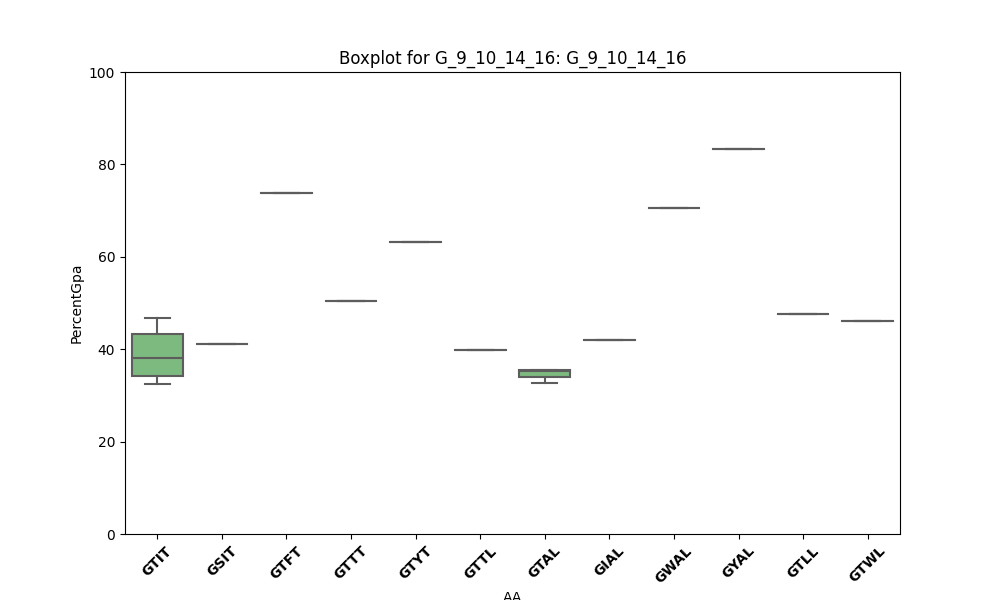 Boxplot for G_9_10_14_16: G_9_10_14_16
PercentGpa
100
80
60
40
20
0
GTIT
GSIT
GTFT
GTTT
GTYT
GTTL
GTAL
GIAL
GWAL
GYAL
GTLL
GTWL
AA